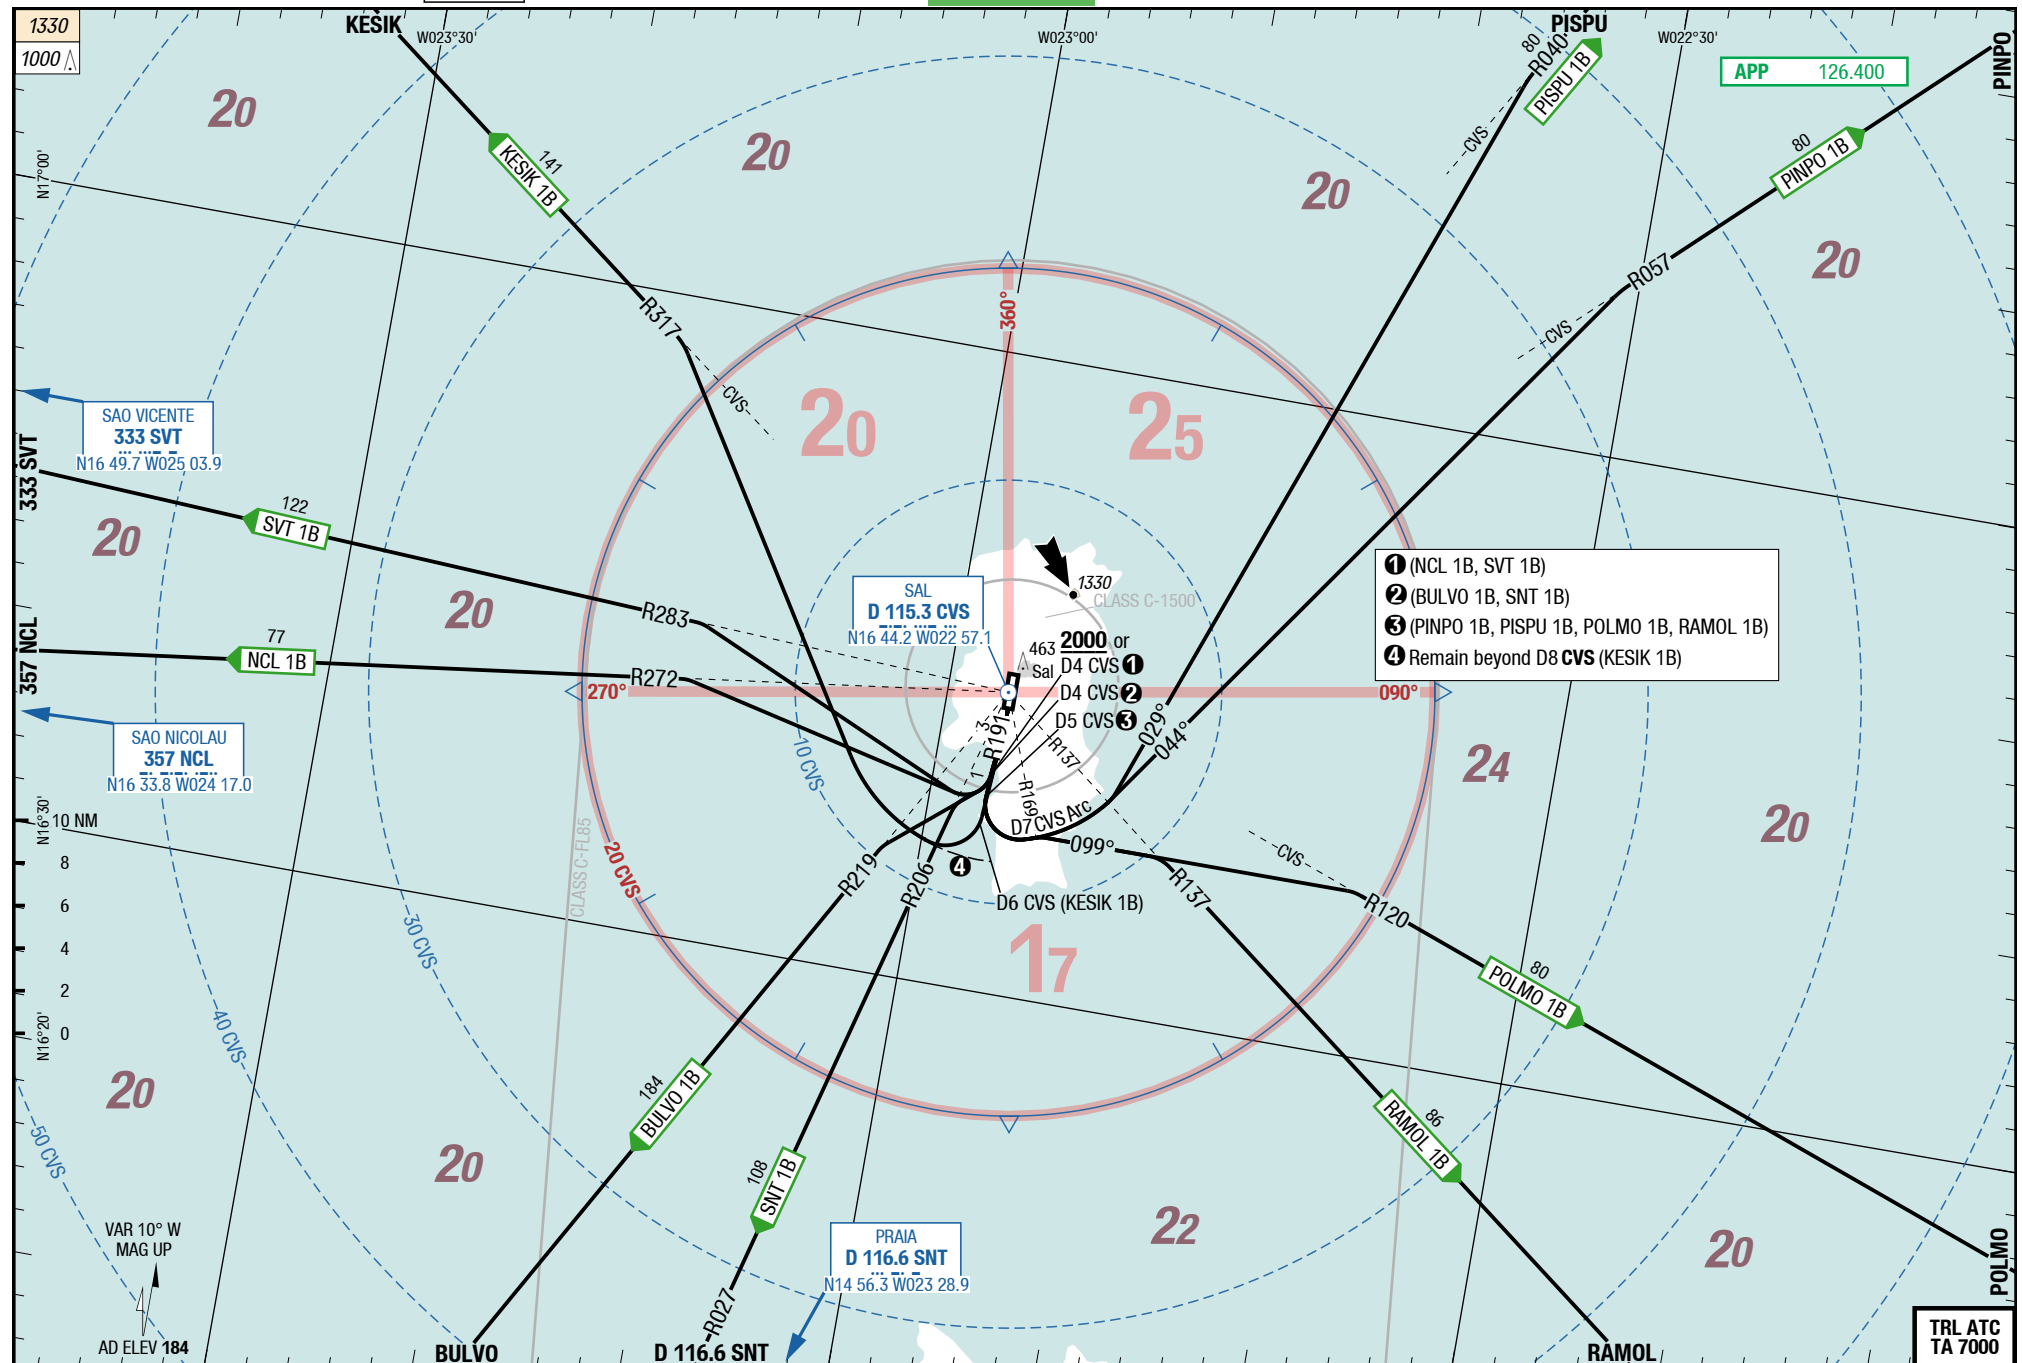 1330
1000
KESIK
W023°30'
W023°00'
PISPU
W022°30'
PINPO
80
R040
PISPU 1B
APP 126.400
20
20
20
20
CVS
80
PINPO 1B
141
KESIK 1B
N17°00'
R057
CVS
R317
CVS
360°
20
25
SAO VICENTE
333 SVT
N16 49.7 W025 03.9
333 SVT
122
SVT 1B
20
20
R283
SAL
D 115.3 CVS
N16 44.2 W022 57.1
1330
CLASS C-1500
❶ (NCL 1B, SVT 1B)
❷ (BULVO 1B, SNT 1B)
❸ (PINPO 1B, PISPU 1B, POLMO 1B, RAMOL 1B)
❹ Remain beyond D8 CVS (KESIK 1B)
357 NCL
77
NCL 1B
R272
270°
090°
463
Sal
2000 or
D4 CVS ❶
D4 CVS ❷
D5 CVS ❸
SAO NICOLAU
357 NCL
N16 33.8 W024 17.0
10 CVS
3
R191
1
R137
R169
029°
044°
24
D7 CVS Arc
099°
CVS
20
N16°30'
10 NM
8
6
4
2
0
N16°20'
CLASS C-FL85
20 CVS
30 CVS
40 CVS
50 CVS
R219
R206
❹
D6 CVS (KESIK 1B)
R137
R120
17
80
POLMO 1B
184
BULVO 1B
86
RAMOL 1B
20
20
108
SNT 1B
22
20
PRAIA
D 116.6 SNT
N14 56.3 W023 28.9
VAR 10° W
MAG UP
AD ELEV 184
R027
BULVO
D 116.6 SNT
RAMOL
POLMO
TRL ATC
TA 7000